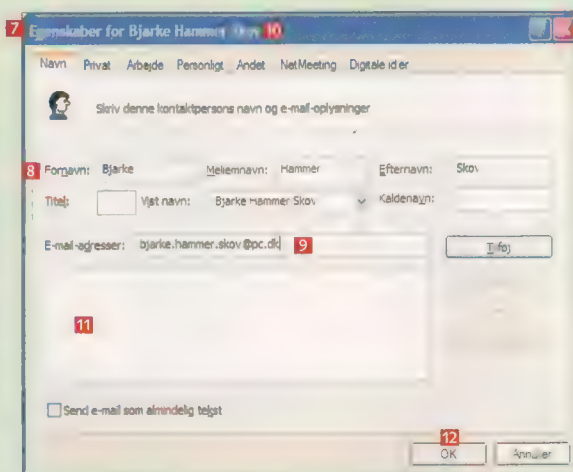 7 Egenskaber for Bjarke Hammer Skov 10
Navn Privat Arbejde Personligt Andet NetMeeting Digitale id'er
Skriv denne kontaktpersons navn og e-mail-oplysninger
8 Fornavn: Bjarke Mellemnavn: Hammer Efternavn: Skov
Titel: Vist navn: Bjarke Hammer Skov Kaldenavn:
E-mail-adresser: bjarke.hammer.skov@pc.dk 9 Tilføj
11
Send e-mail som almindelig tekst
12
OK Annuller